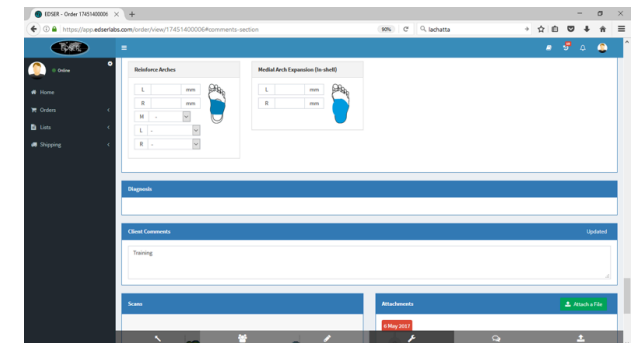 EDSER - Order 17451400006
https://app.edserlabs.com/order/view/17451400006#comments-section
90%
lachatta
Online
Home
Orders
Lists
Shipping
Reinforce Arches
L mm
R mm
M -
L -
R -
Medial Arch Expansion (In-shell)
L mm
R mm
Diagnosis
Client Comments Updated
Training
Scans
Attachments Attach a File
6 May 2017